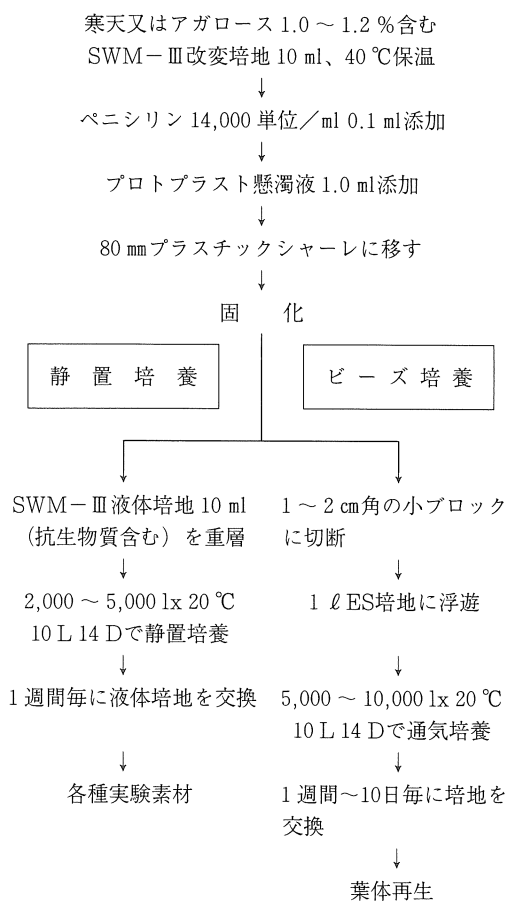 寒天又はアガロース 1.0 ～ 1.2 %含む
SWM－Ⅲ改変培地 10 ml、40 ℃保温
↓
ペニシリン 14,000 単位／ml 0.1 ml添加
↓
プロトプラスト懸濁液 1.0 ml添加
↓
80 ㎜プラスチックシャーレに移す
↓
固　化
静　置　培　養
ビ ー ズ 培 養
SWM－Ⅲ液体培地 10 ml
（抗生物質含む）を重層
↓
2,000 ～ 5,000 lx 20 ℃
10 L 14 Dで静置培養
↓
1 週間毎に液体培地を交換
↓
各種実験素材
1 ～ 2 ㎝角の小ブロック
に切断
↓
1 ℓ ES培地に浮遊
↓
5,000 ～ 10,000 lx 20 ℃
10 L 14 Dで通気培養
↓
1 週間～10日毎に培地を
交換
↓
葉体再生